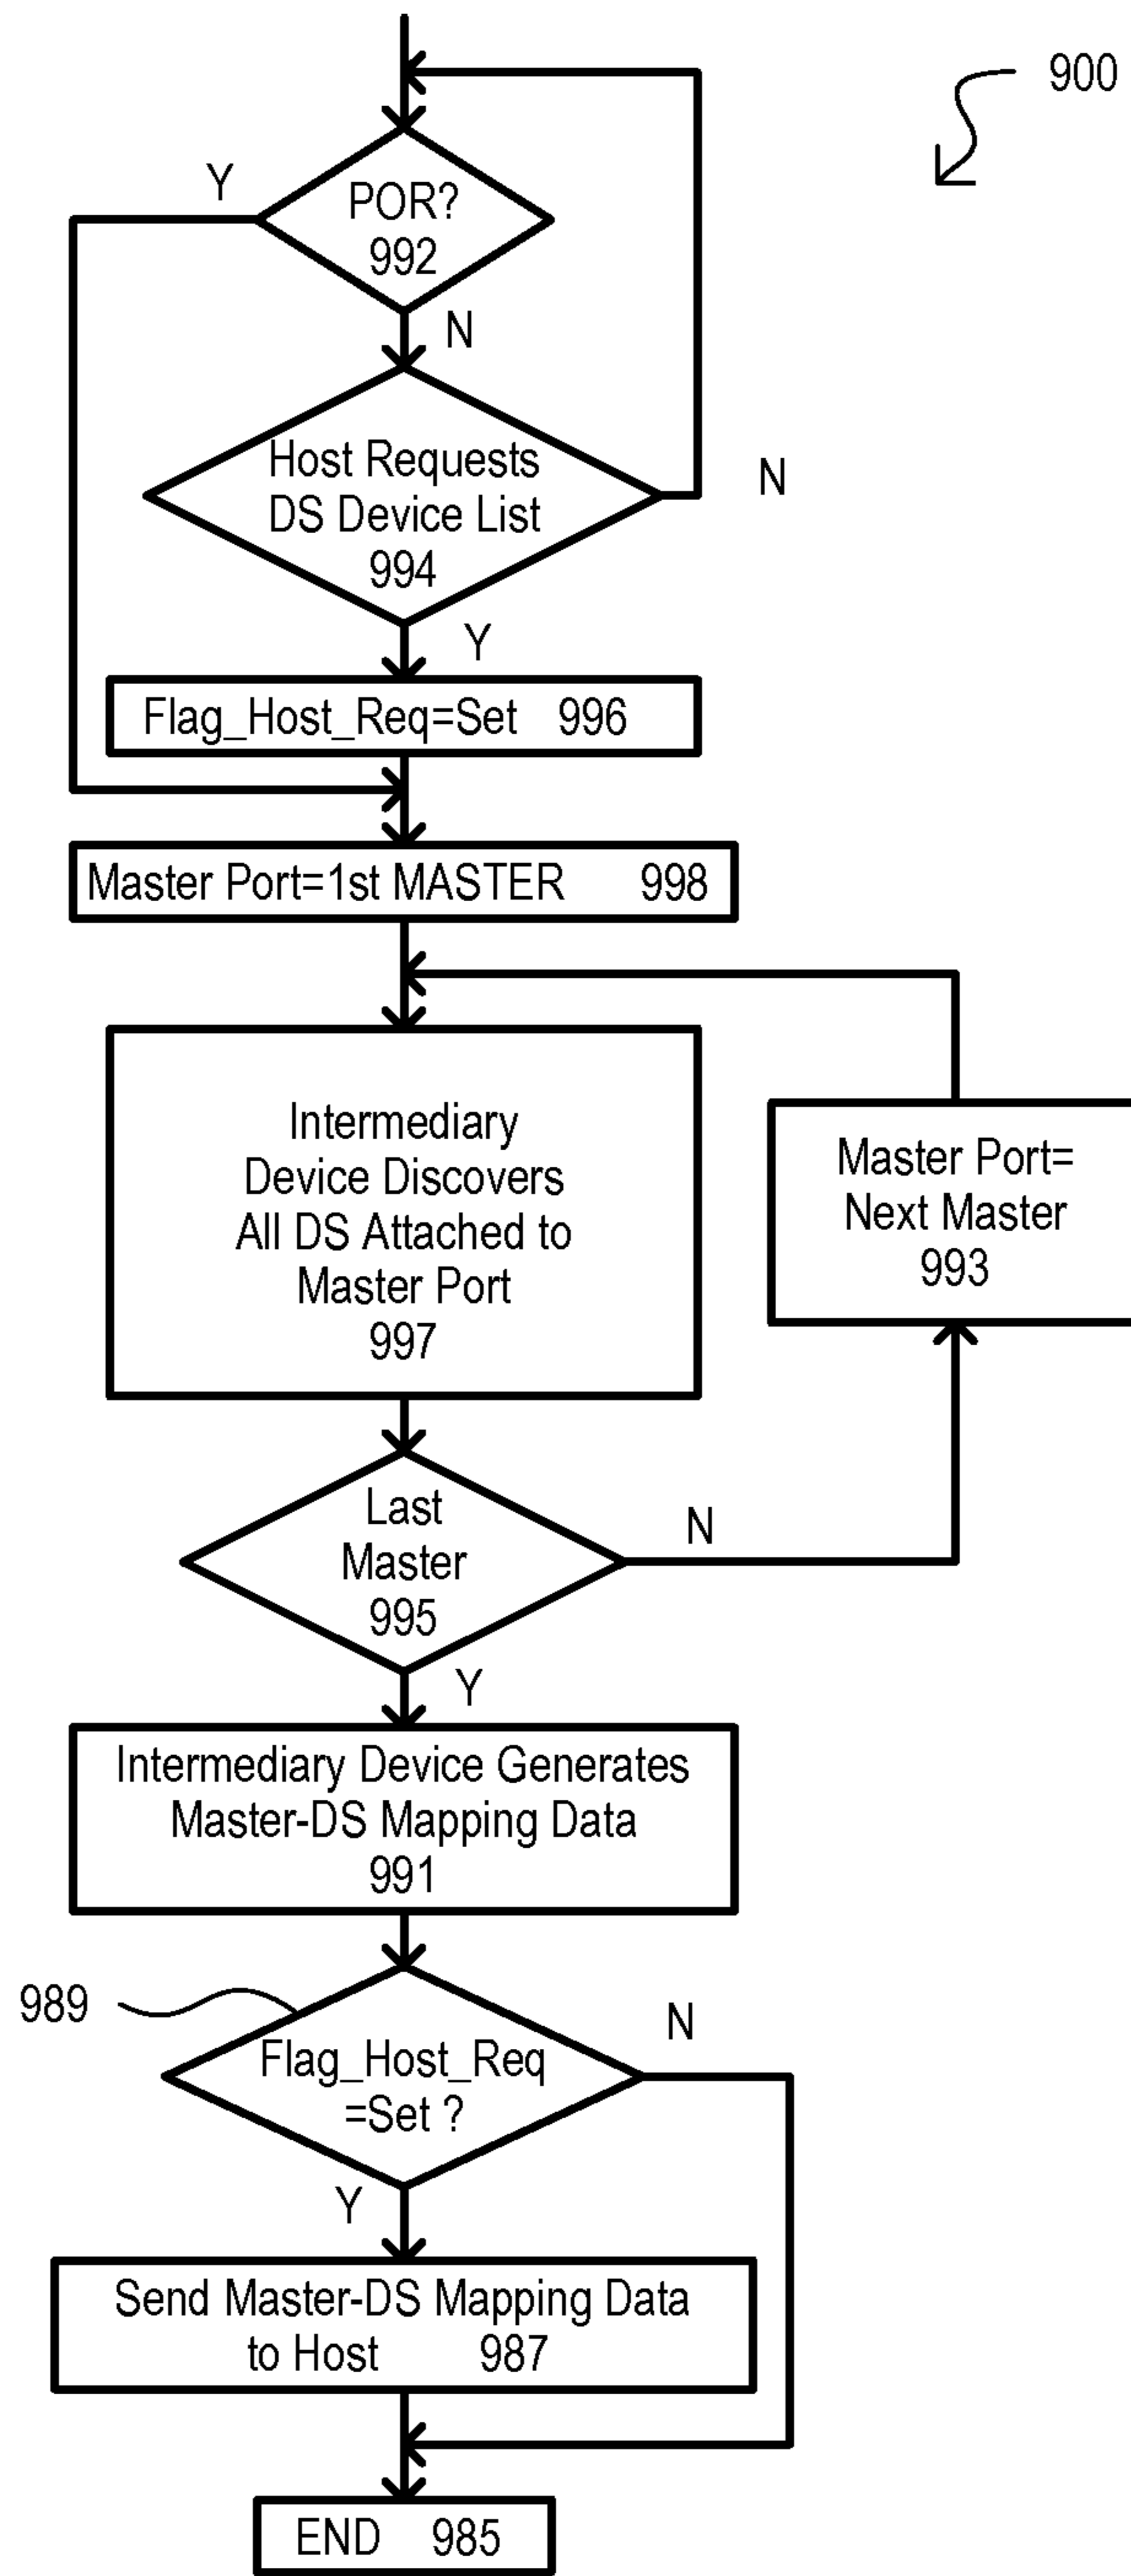 900
Y
POR?
992
N
Host Requests
DS Device List
994
N
Y
Flag_Host_Req=Set 996
Master Port=1st MASTER 998
Intermediary
Device Discovers
All DS Attached to
Master Port
997
Master Port=
Next Master
993
Last
Master
995
N
Y
Intermediary Device Generates
Master-DS Mapping Data
991
989
N
Flag_Host_Req
=Set ?
Y
Send Master-DS Mapping Data
to Host 987
END 985